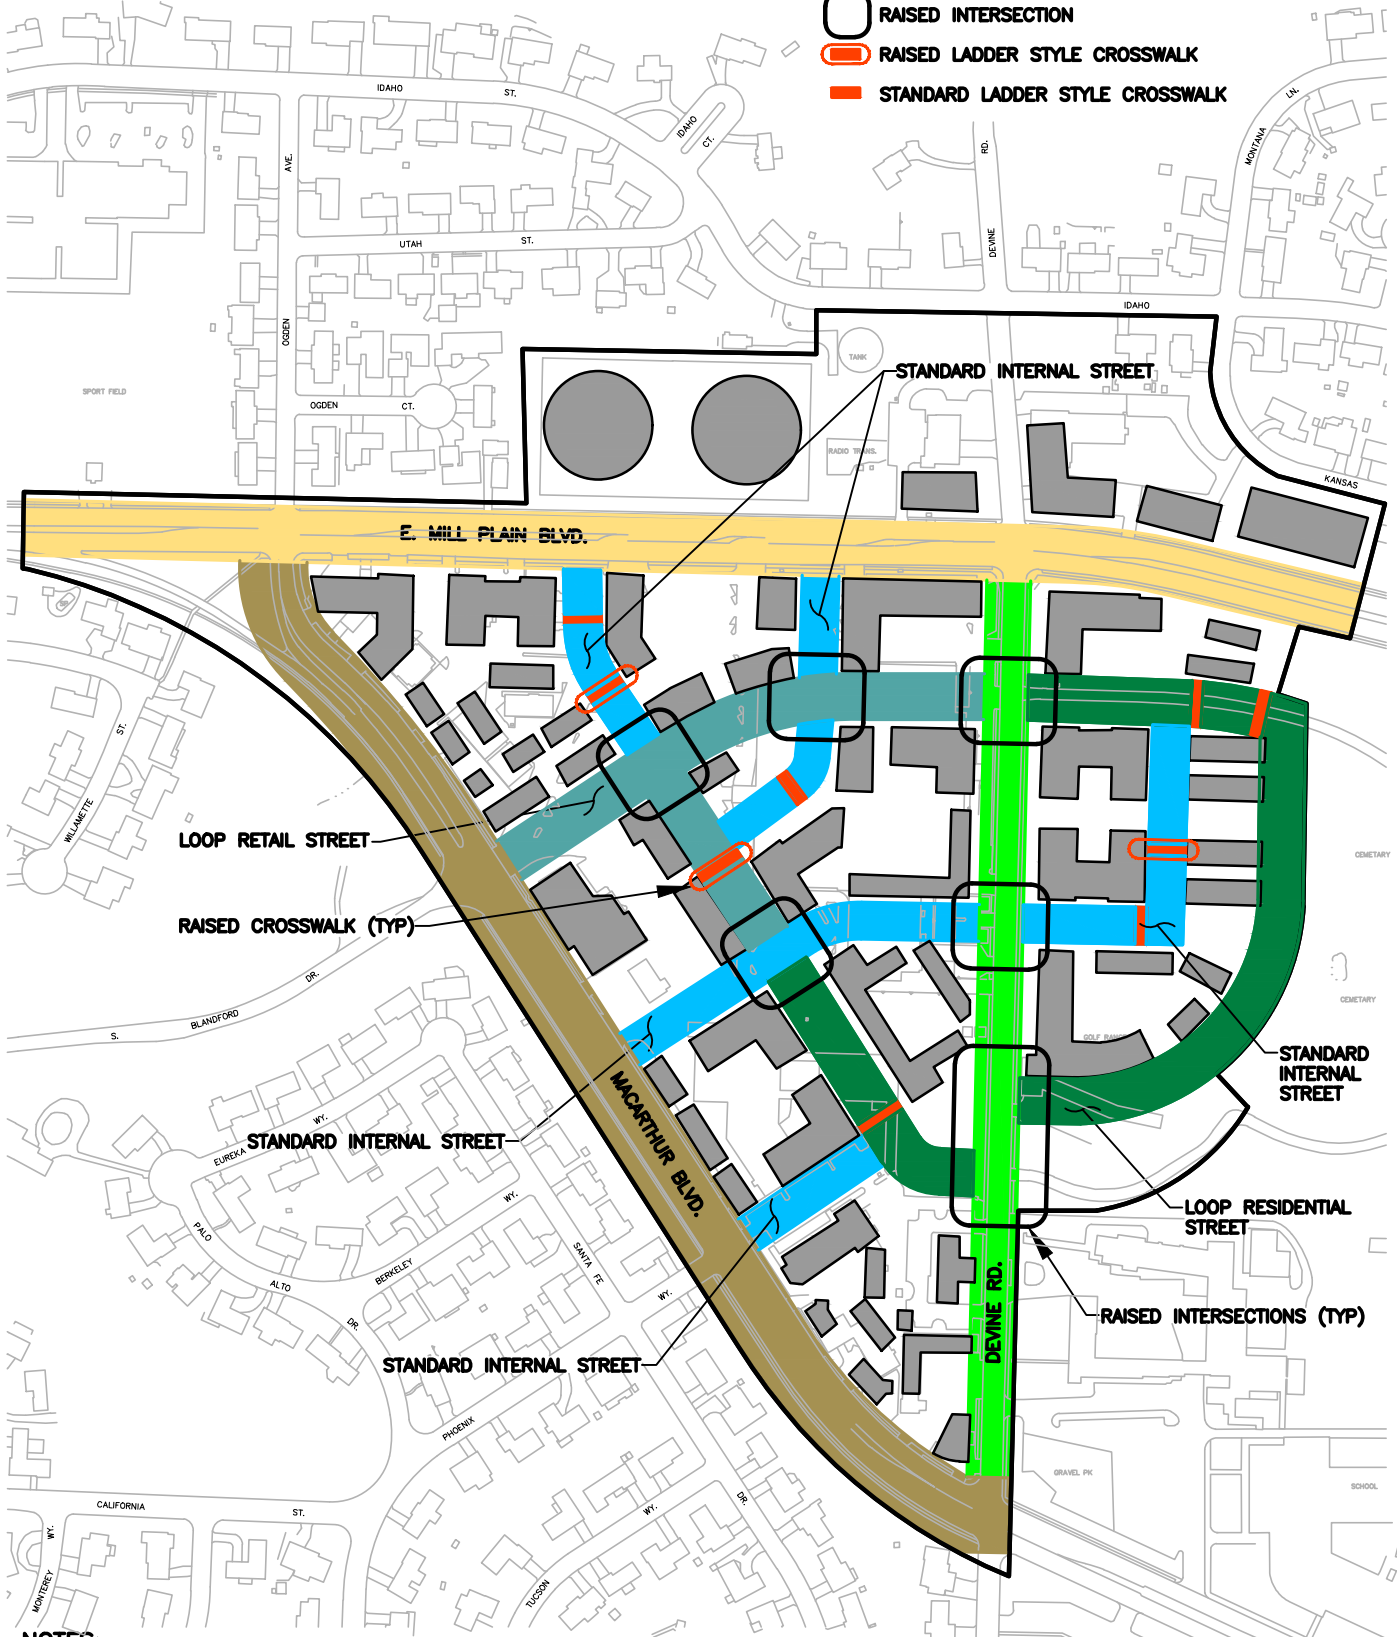 RAISED INTERSECTION
RAISED LADDER STYLE CROSSWALK
STANDARD LADDER STYLE CROSSWALK
IDAHO
ST.
IDAHO
CT.
LN.
MONTANA
AVE.
RD.
DEVINE
UTAH
ST.
IDAHO
OGDEN
TANK
STANDARD INTERNAL STREET
SPORT FIELD
OGDEN
CT.
RADIO TRANS.
KANSAS
E. MILL PLAIN BLVD.
ST.
WILLAMETTE
LOOP RETAIL STREET
CEMETARY
RAISED CROSSWALK (TYP)
DR.
S.
BLANDFORD
CEMETARY
GOLF RANGE
STANDARD
INTERNAL
STREET
MACARTHUR BLVD.
WY.
EUREKA
STANDARD INTERNAL STREET
WY.
LOOP RESIDENTIAL
STREET
PALO
ALTO
DR.
BERKELEY
SANTA FE
WY.
DEVINE RD.
RAISED INTERSECTIONS (TYP)
STANDARD INTERNAL STREET
PHOENIX
WY.
DR.
GRAVEL PK
SCHOOL
CALIFORNIA
ST.
WY.
MONTEREY
TUCSON